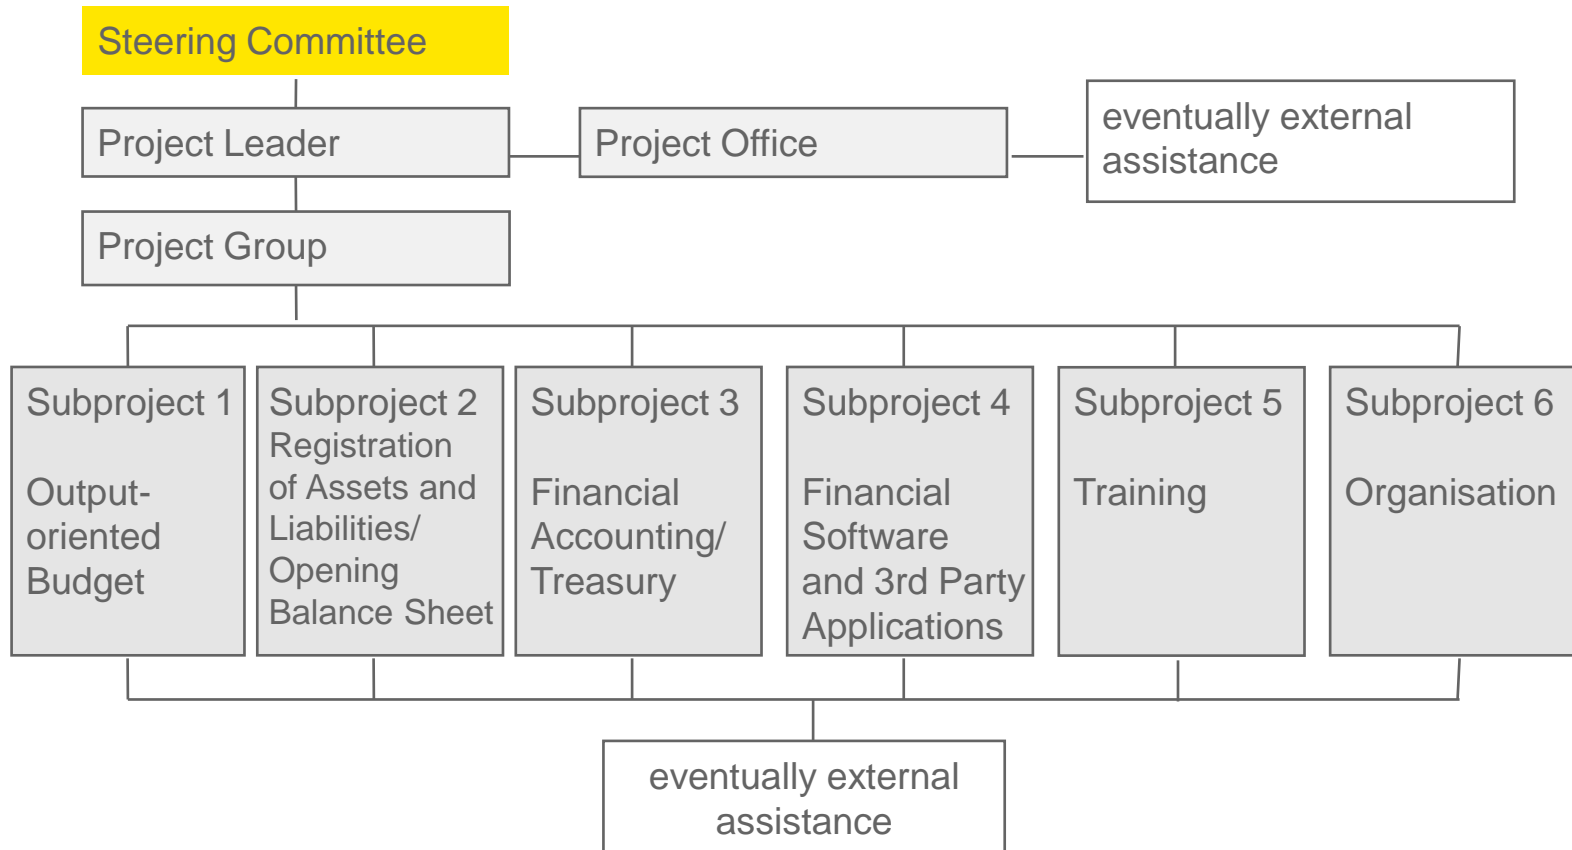 Steering Committee
Project Leader
Project Office
eventually external
assistance
Project Group
Subproject 1
Output-
oriented
Budget
Subproject 2
Registration
of Assets and
Liabilities/
Opening
Balance Sheet
Subproject 3
Financial
Accounting/
Treasury
Subproject 4
Financial
Software
and 3rd Party
Applications
Subproject 5
Training
Subproject 6
Organisation
eventually external
assistance